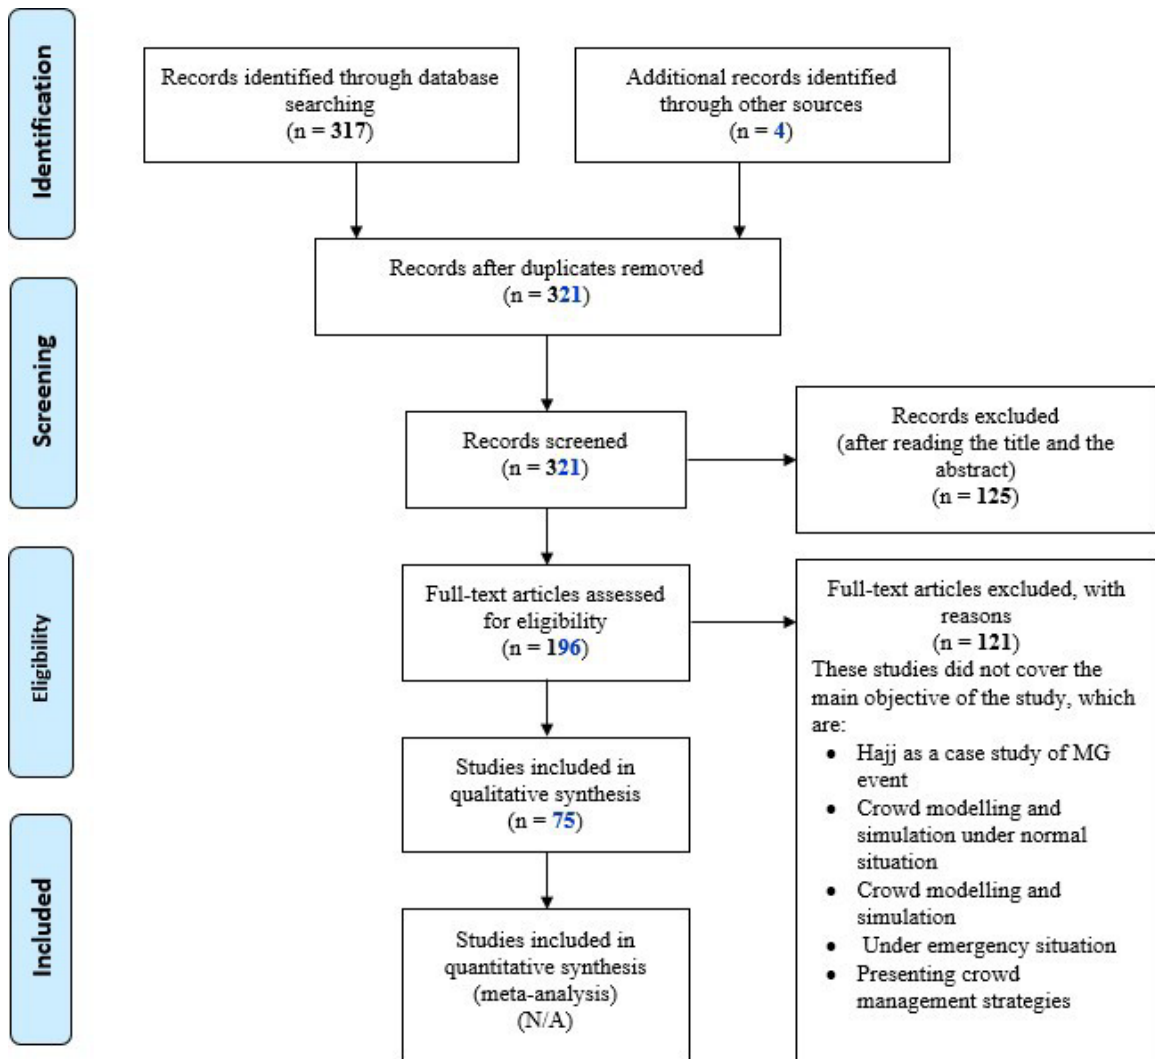 Identification
Records identified through database
searching
(n = 317)
Additional records identified
through other sources
(n = 4)
Records after duplicates removed
(n = 321)
Screening
Records screened
(n = 321)
Records excluded
(after reading the title and the
abstract)
(n = 125)
Eligibility
Full-text articles assessed
for eligibility
(n = 196)
Full-text articles excluded, with
reasons
(n = 121)
These studies did not cover the
main objective of the study, which
are:
• Hajj as a case study of MG
event
• Crowd modelling and
simulation under normal
situation
• Crowd modelling and
simulation
• Under emergency situation
• Presenting crowd
management strategies
Studies included in
qualitative synthesis
(n = 75)
Included
Studies included in
quantitative synthesis
(meta-analysis)
(N/A)